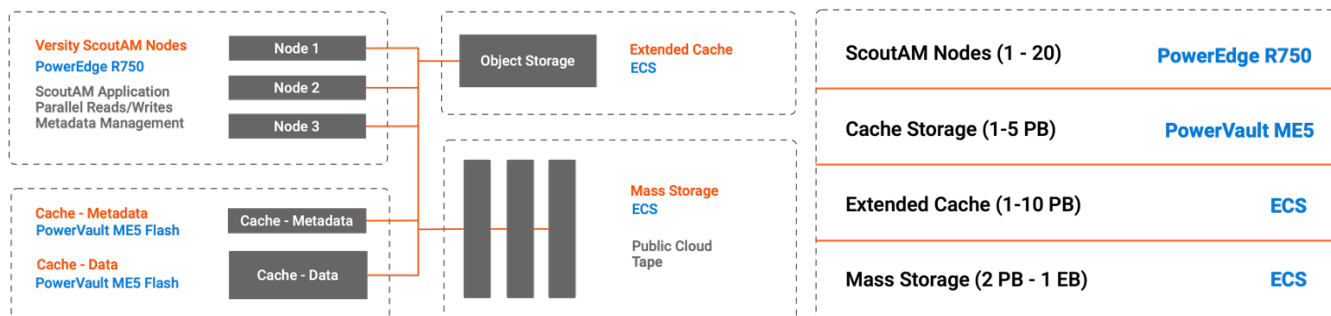 Versity ScoutAM Nodes
PowerEdge R750
ScoutAM Application
Parallel Reads/Writes
Metadata Management
Node 1
Node 2
Node 3
Cache - Metadata
PowerVault ME5 Flash
Cache - Data
PowerVault ME5 Flash
Cache - Metadata
Cache - Data
Object Storage
Extended Cache
ECS
Mass Storage
ECS
Public Cloud
Tape
ScoutAM Nodes (1 - 20) PowerEdge R750
Cache Storage (1-5 PB) PowerVault ME5
Extended Cache (1-10 PB) ECS
Mass Storage (2 PB - 1 EB) ECS